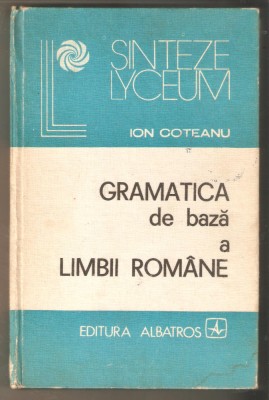 SINTEZE
LYCEUM
ION COTEANU
GRAMATICA
de bază
a
LIMBII ROMÂNE
EDITURA ALBATROS